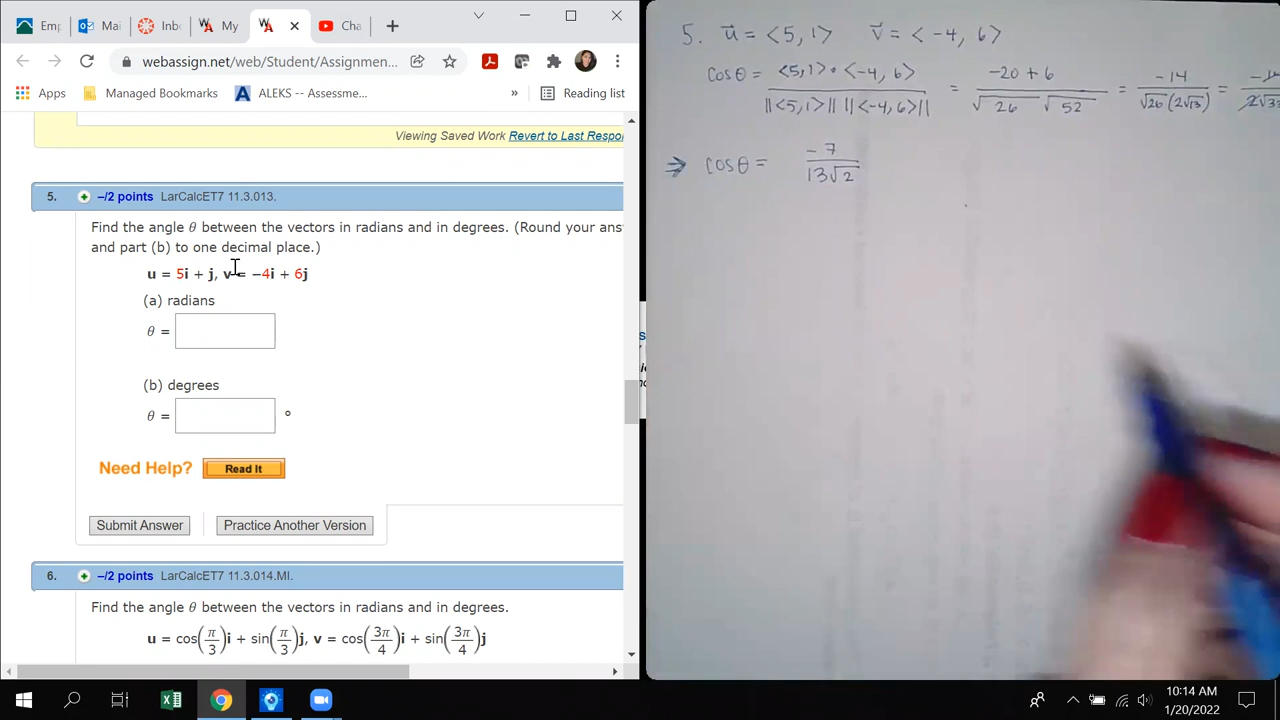 Emp
Inb
My
Cha
webassign.net/web/Student/Assignmen
Apps
Managed Bookmarks
ALEKS -- Assessme...
»
Reading list
Viewing Saved Work Revert to Last Respo
5. –/2 points LarCalcET7 11.3.013.
Find the angle θ between the vectors in radians and in degrees. (Round your ans
and part (b) to one decimal place.)
u = 5i + j, v = −4i + 6j
(a) radians
θ =
(b) degrees
θ = °
Need Help? Read It
Submit Answer Practice Another Version
6. –/2 points LarCalcET7 11.3.014.MI.
Find the angle θ between the vectors in radians and in degrees.
u = cos(π/3)i + sin(π/3)j, v = cos(3π/4)i + sin(3π/4)j
5. u⃗ = <5, 1> v⃗ = < -4, 6>
cosθ = <5,1> • <-4, 6> / ||<5,1>|| ||<-4,6>|| = -20 + 6 / √26 √52 = -14 / √26 (2√13) =
⇒ cosθ = -7 / 13√2
10:14 AM
1/20/2022